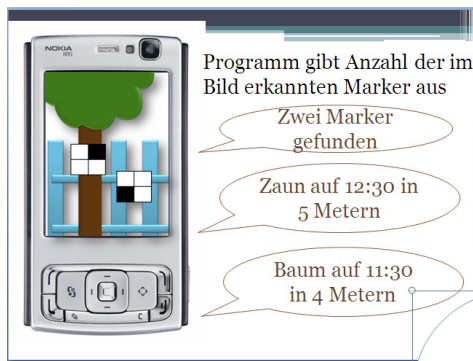 NOKIA
N95
Programm gibt Anzahl der im
Bild erkannten Marker aus
Zwei Marker
gefunden
Zaun auf 12:30 in
5 Metern
Baum auf 11:30
in 4 Metern